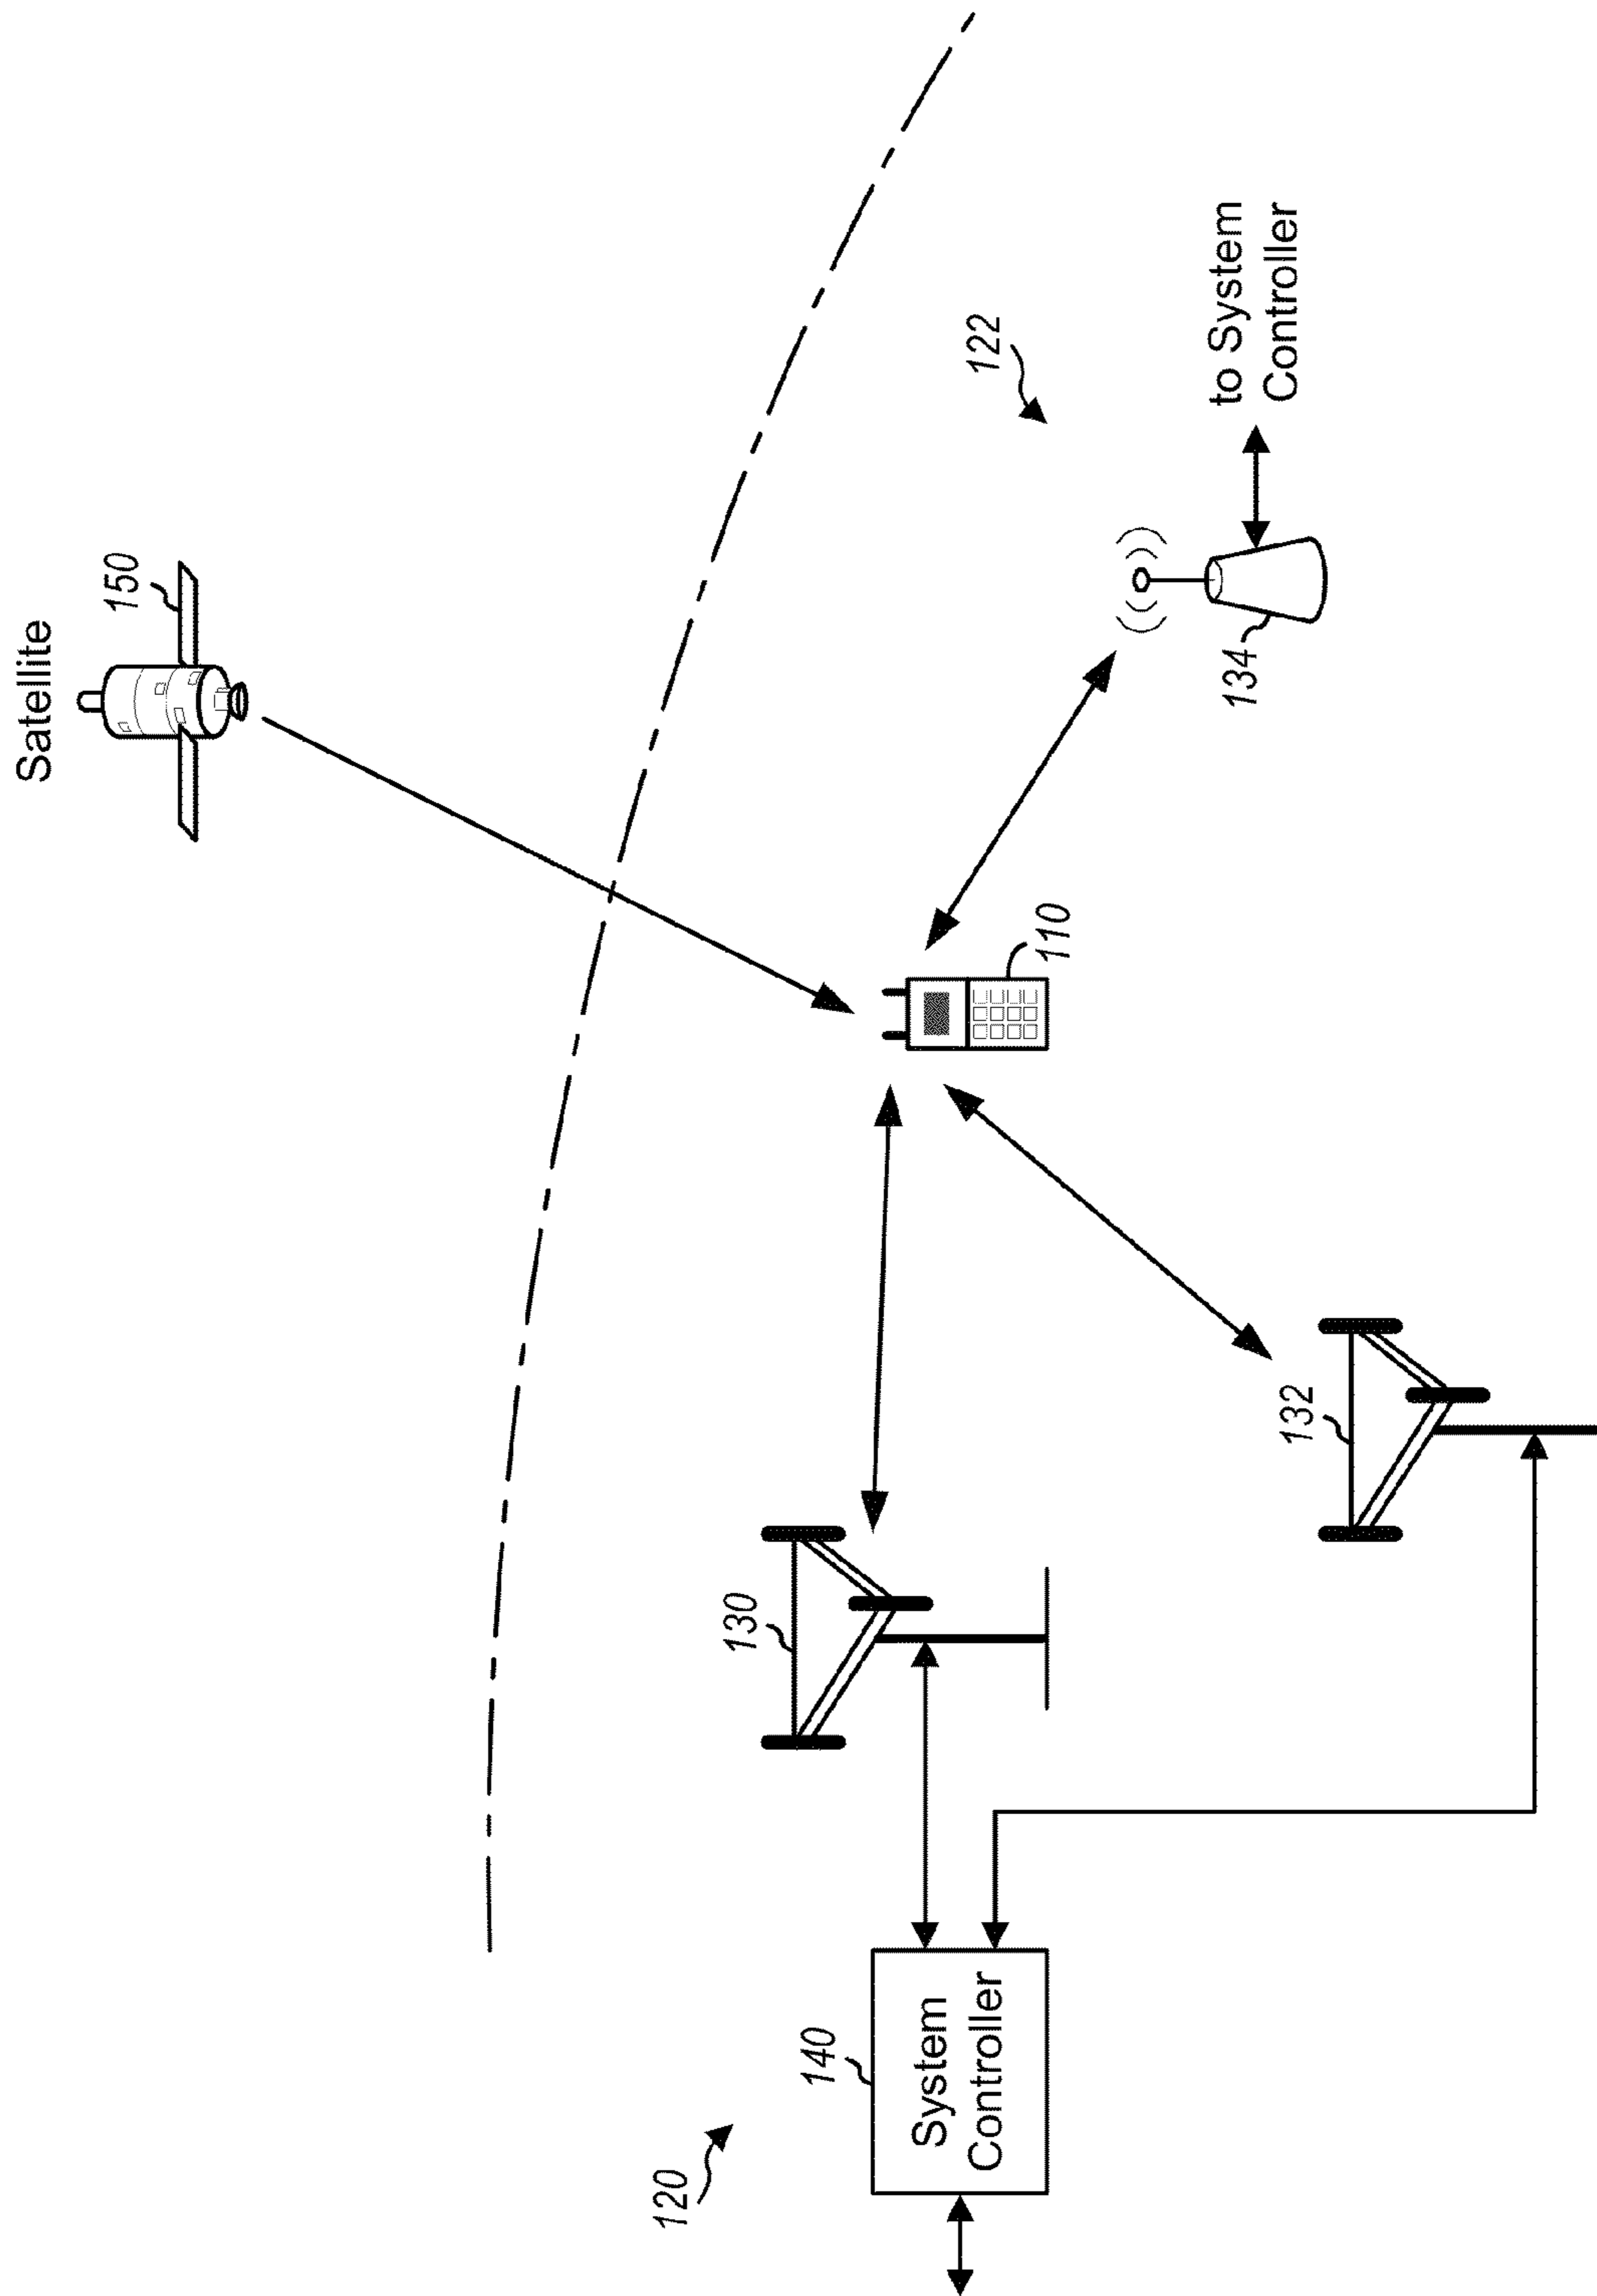 Satellite
150
120
140
System
Controller
130
110
122
to System
Controller
134
132